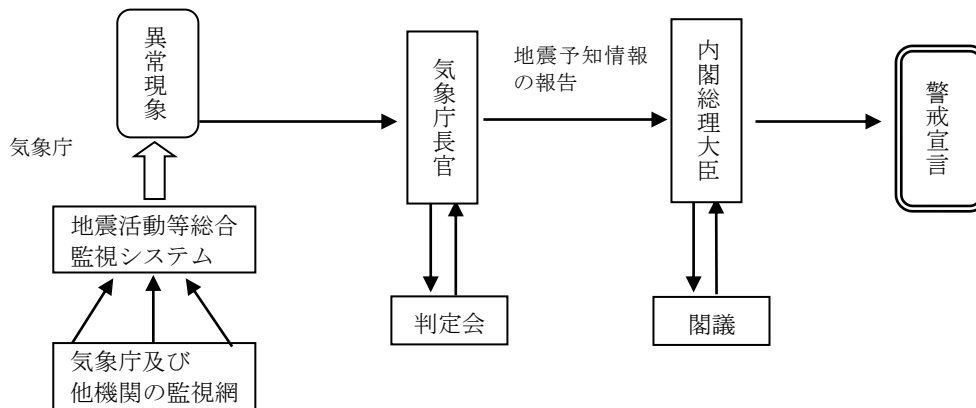 異常現象
気象庁
地震活動等総合
監視システム
気象庁及び
他機関の監視網
気象庁長官
判定会
地震予知情報
の報告
内閣総理大臣
閣議
警戒宣言